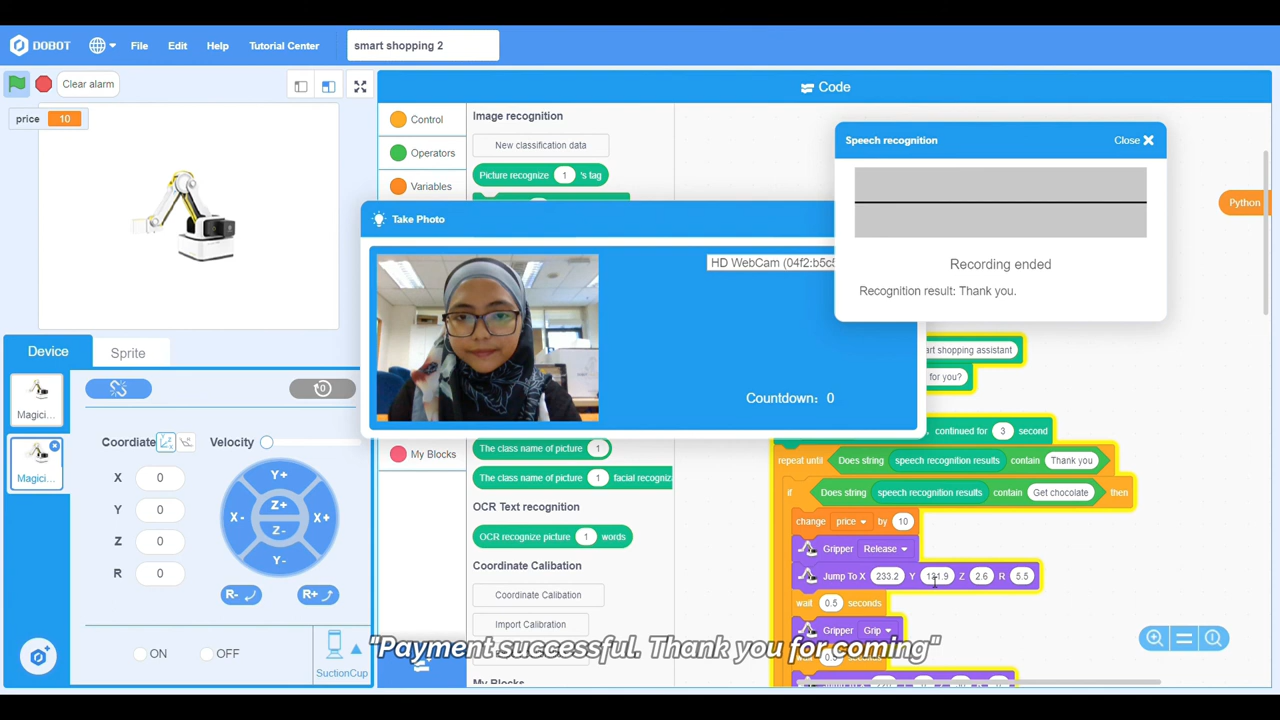 DOBOT
File
Edit
Help
Tutorial Center
smart shopping 2
Clear alarm
Code
price 10
Control
Operators
Variables
Image recognition
New classification data
Picture recognize 1 's tag
Speech recognition
Close
Recording ended
Recognition result: Thank you.
Python
Take Photo
HD WebCam (04f2:b5c5
Countdown: 0
art shopping assistant
for you?
Device
Sprite
Magici...
Magici...
Coordiate
Velocity
X 0
Y 0
Z 0
R 0
Y+
X-
Z+
Z-
X+
Y-
R-
R+
ON
OFF
SuctionCup
My Blocks
The class name of picture 1
The class name of picture 1 facial recogniz
OCR Text recognition
OCR recognize picture 1 words
Coordinate Calibration
Coordinate Calibration
Import Calibration
My Blocks
, continued for 3 second
repeat until Does string speech recognition results contain Thank you
if Does string speech recognition results contain Get chocolate then
change price by 10
Gripper Release
Jump To X 233.2 Y Z 2.6 R 5.5
wait 0.5 seconds
Gripper Grip
seconds
"Payment successful. Thank you for coming"